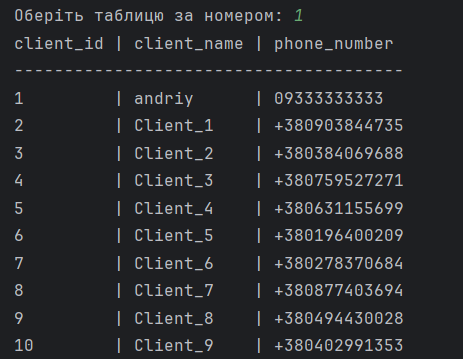 Оберіть таблицю за номером: 1
client_id | client_name | phone_number
---------------------------------------
1         | andriy      | 09333333333
2         | Client_1    | +380903844735
3         | Client_2    | +380384069688
4         | Client_3    | +380759527271
5         | Client_4    | +380631155699
6         | Client_5    | +380196400209
7         | Client_6    | +380278370684
8         | Client_7    | +380877403694
9         | Client_8    | +380494430028
10        | Client_9    | +380402991353